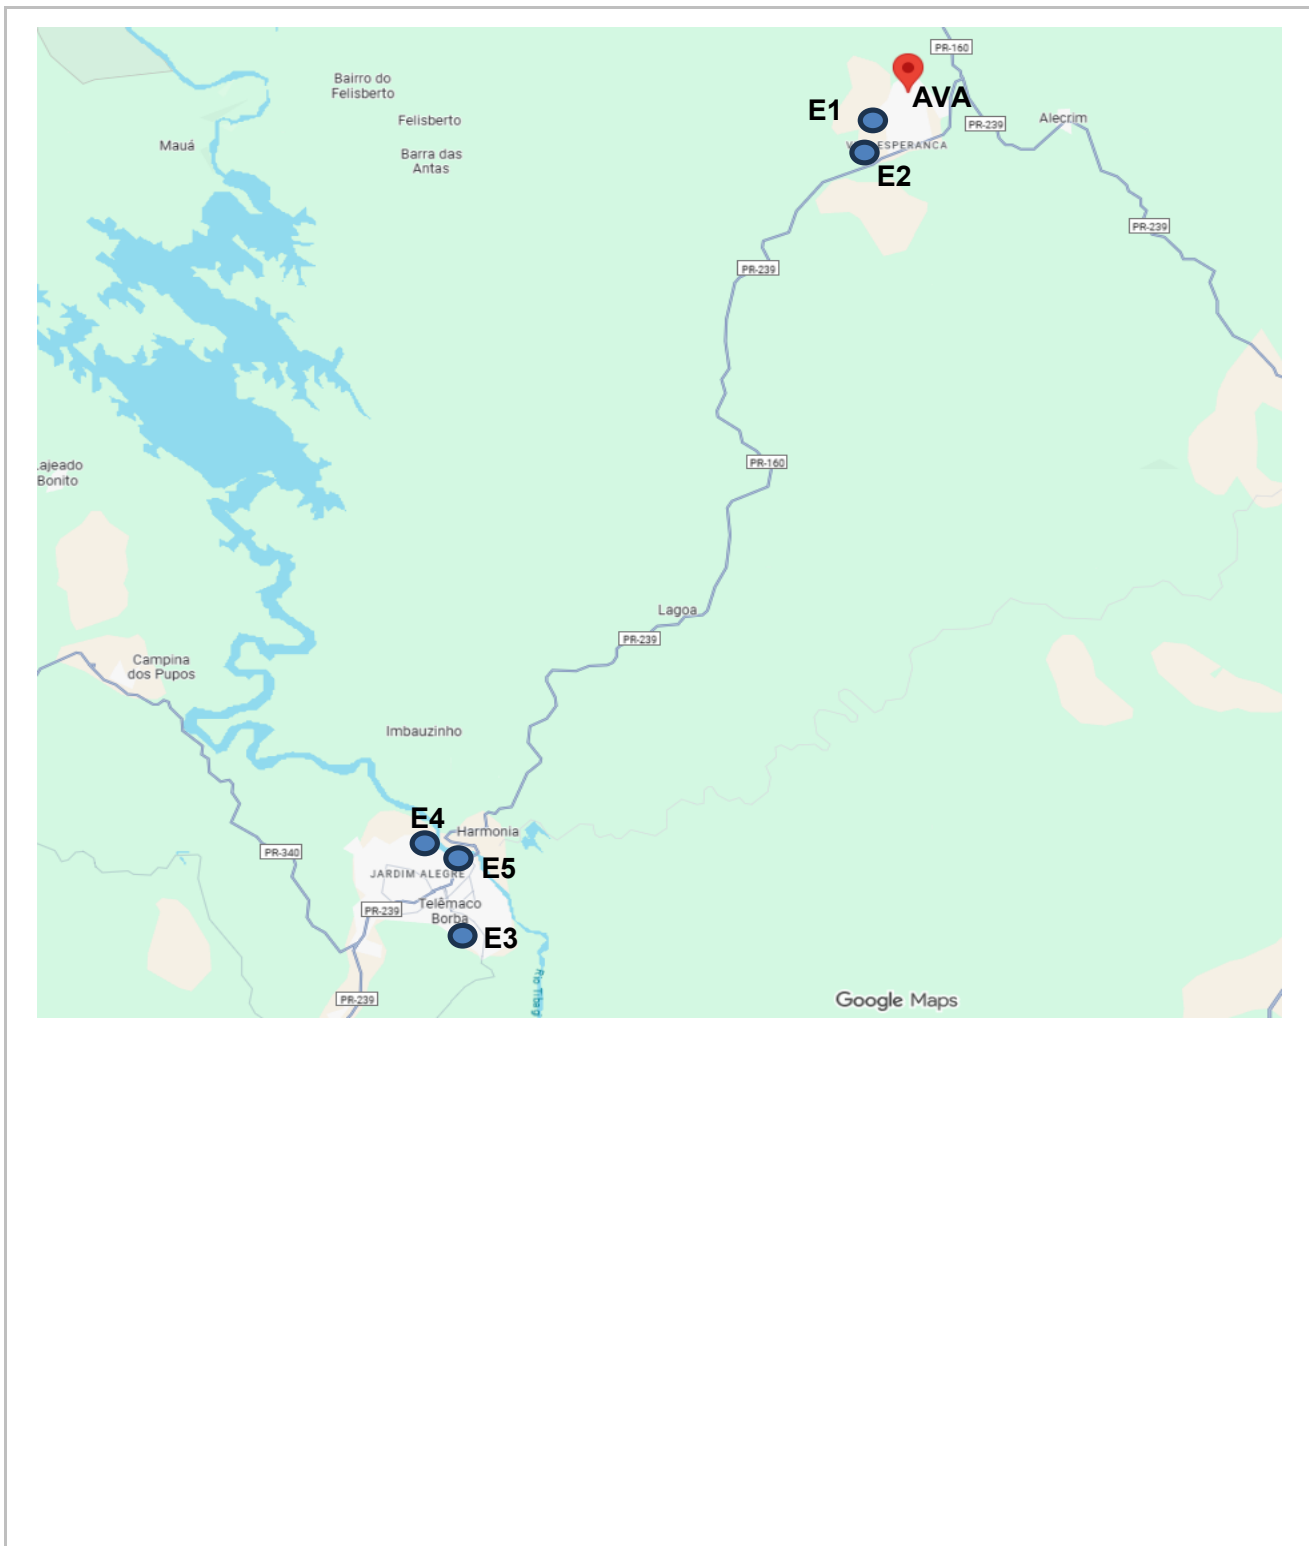 PR-160
Bairro do
Felisberto
AVA
E1
Felisberto
PR-239
Alecrim
Mauá
Barra das
Antas
ESPERANCA
E2
PR-239
PR-239
PR-160
ajeado
Bonito
Lagoa
PR-239
Campina
dos Pupos
Imbauzinho
E4
Harmonia
PR-340
E5
JARDIM ALEGRE
Telêmaco
Borba
PR-239
E3
Rio Tibagi
PR-239
Google Maps